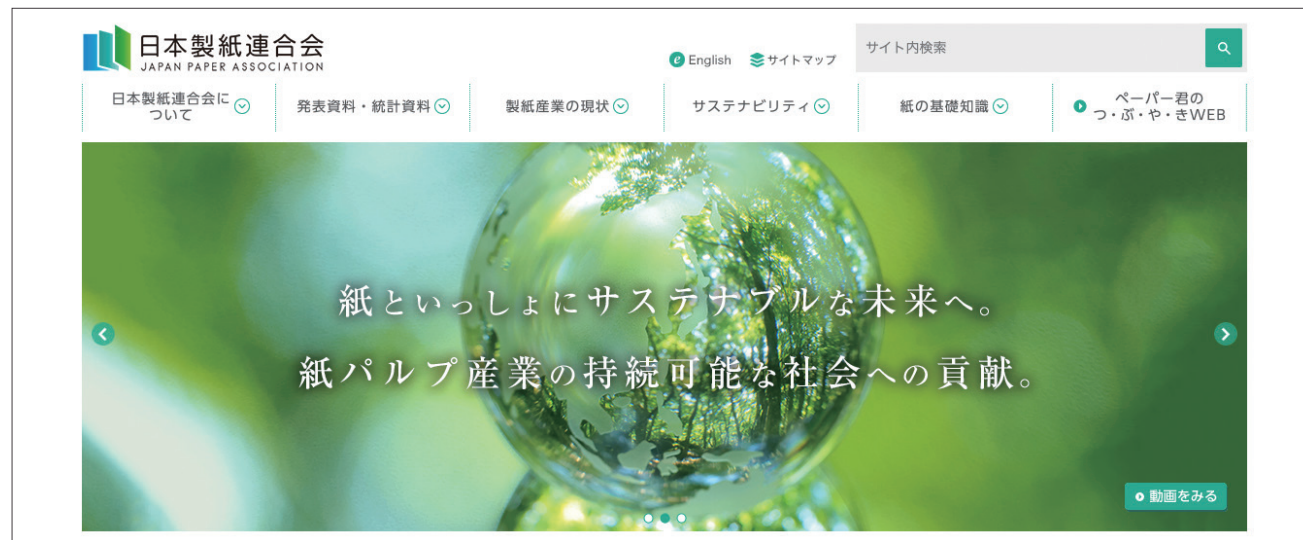 日本製紙連合会
JAPAN PAPER ASSOCIATION
English
サイトマップ
サイト内検索
日本製紙連合会に
ついて
発表資料・統計資料
製紙産業の現状
サステナビリティ
紙の基礎知識
ペーパー君の
つ・ぶ・や・きWEB
紙といっしょにサステナブルな未来へ。
紙パルプ産業の持続可能な社会への貢献。
動画をみる